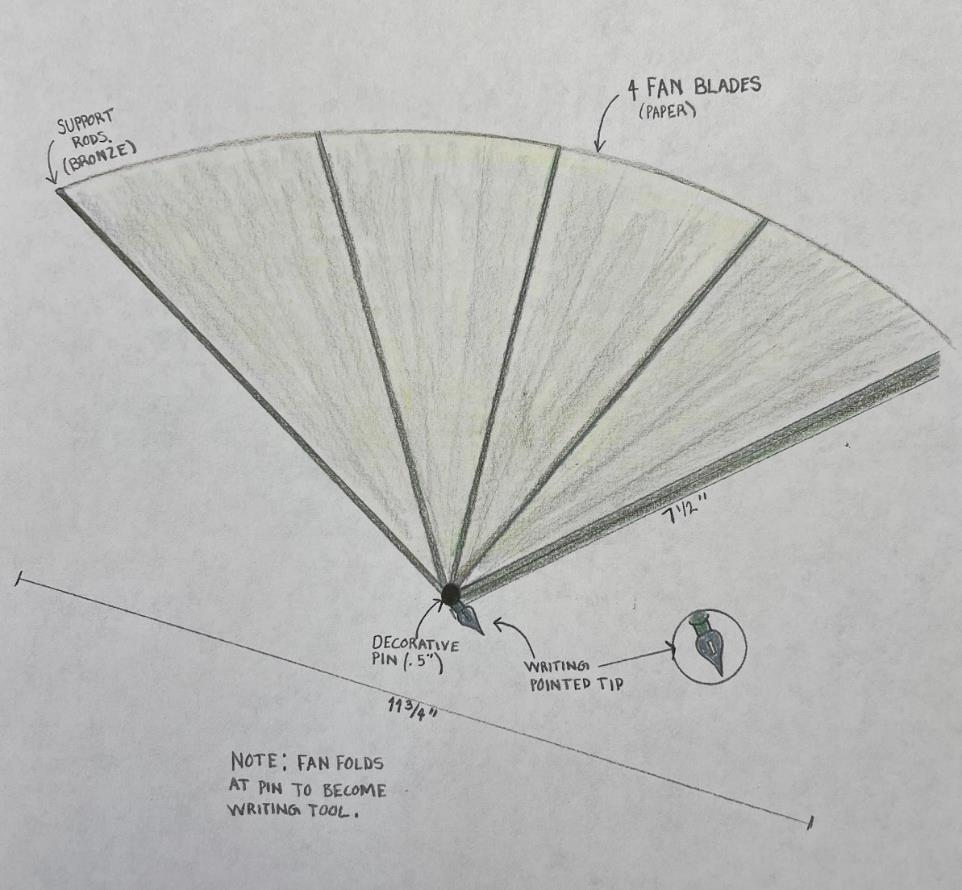 4 FAN BLADES
(PAPER)
SUPPORT
RODS.
(BRONZE)
7 1/2"
DECORATIVE
PIN (.5")
WRITING
POINTED TIP
11 3/4"
NOTE: FAN FOLDS
AT PIN TO BECOME
WRITING TOOL.